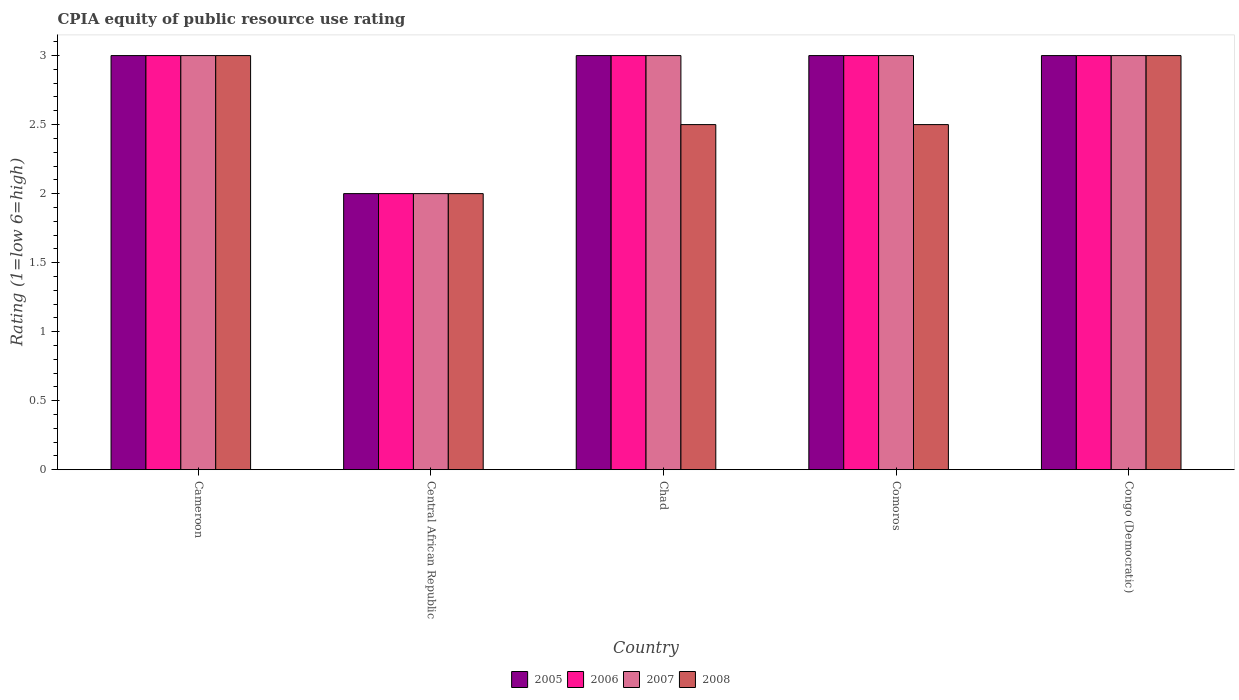 CPIA equity of public resource use rating
Rating (1=low 6=high)
3
2.5
2
1.5
1
0.5
0
Cameroon
Central African Republic
Chad
Comoros
Congo (Democratic)
Country
2005 2006 2007 2008